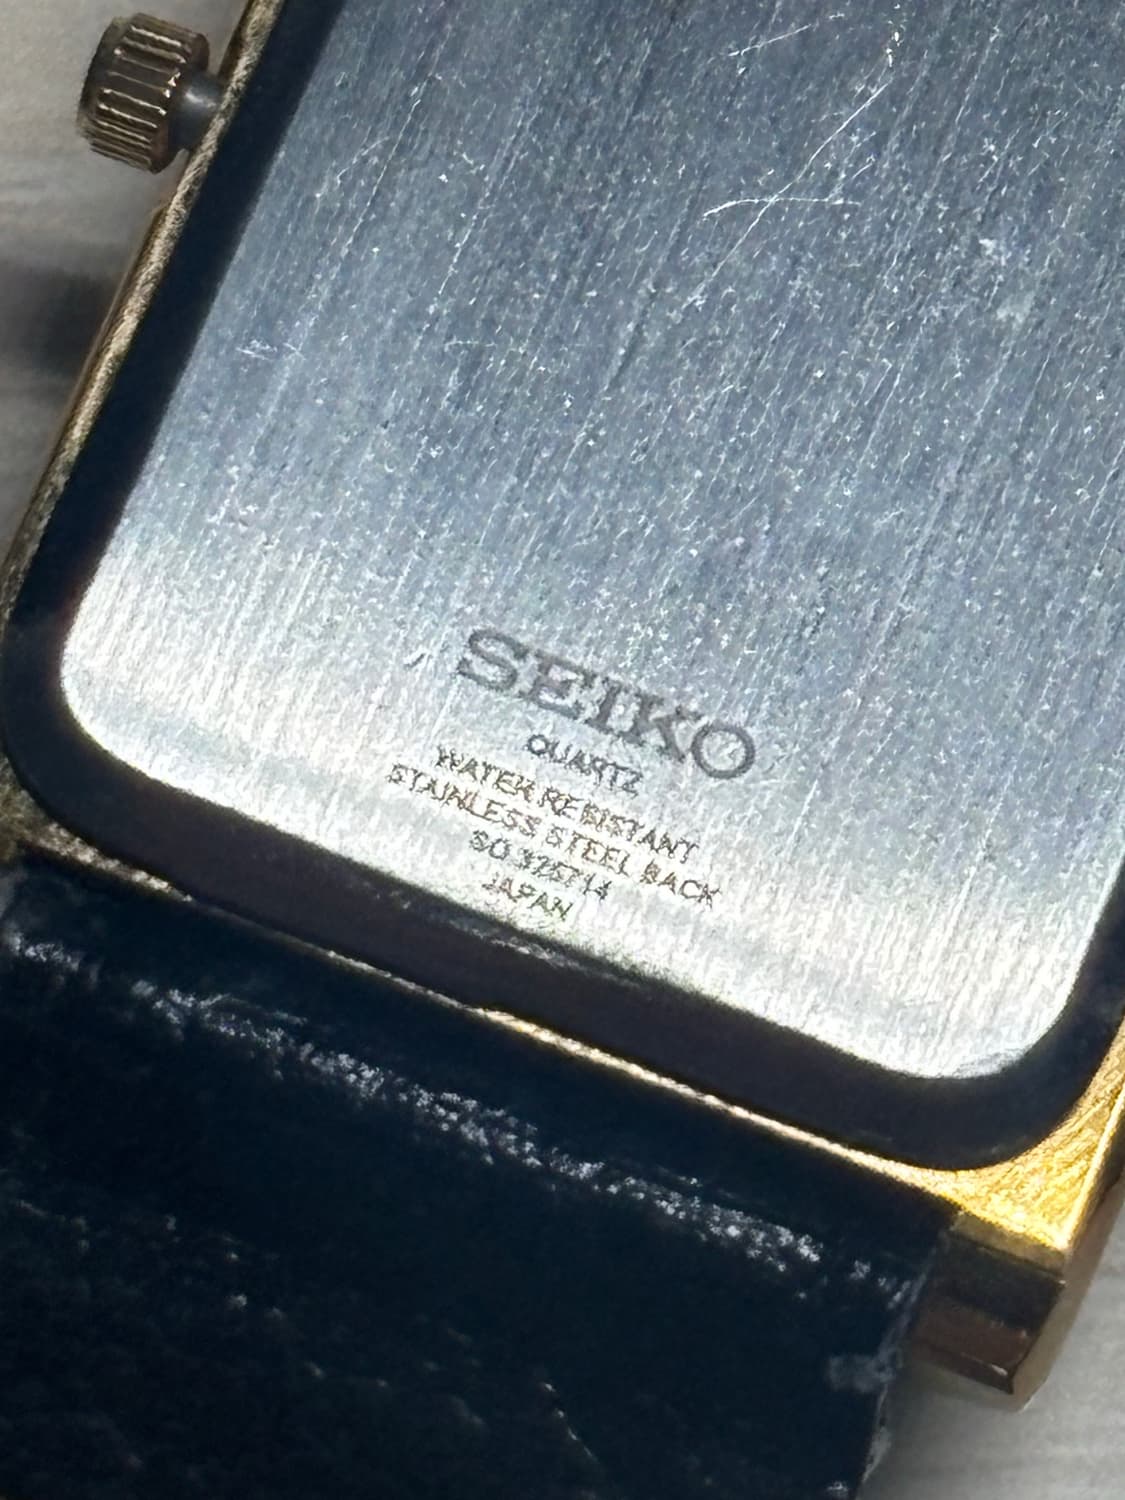 SEIKO
QUARTZ
WATER RESISTANT
STAINLESS STEEL BACK
JAPAN